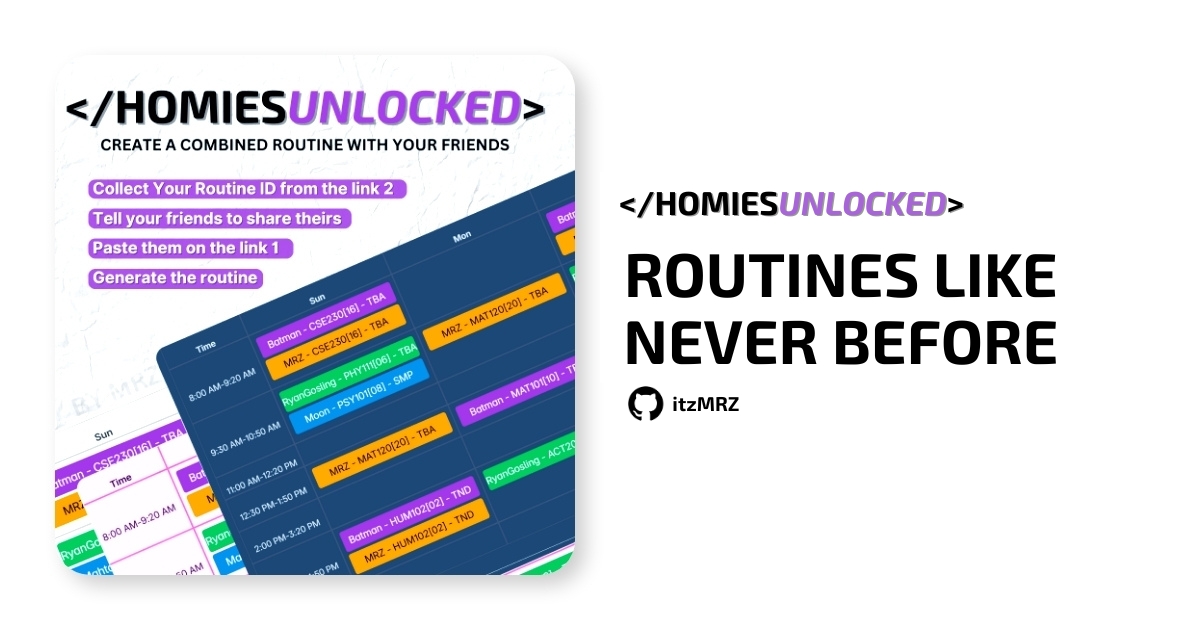 </HOMIESUNLOCKED>
CREATE A COMBINED ROUTINE WITH YOUR FRIENDS
Collect Your Routine ID from the link 2
Tell your friends to share theirs
Paste them on the link 1
Generate the routine
Time
Sun
Mon
8:00 AM-9:20 AM
Batman - CSE230[16] - TBA
MRZ - CSE230[16] - TBA
9:30 AM-10:50 AM
RyanGosling - PHY111[06] - TBA
Moon - PSY101[08] - SMP
MRZ - MAT120[20] - TBA
11:00 AM-12:20 PM
MRZ - MAT120[20] - TBA
Batman - MAT101[10] -
12:30 PM-1:50 PM
2:00 PM-3:20 PM
Batman - HUM102[02] - TND
MRZ - HUM102[02] - TND
RyanGosling -
BY MRZ
Sun
Batman - CSE230[16] - TBA
MRZ
Time
8:00 AM-9:20 AM
</HOMIESUNLOCKED>
ROUTINES LIKE
NEVER BEFORE
itzMRZ